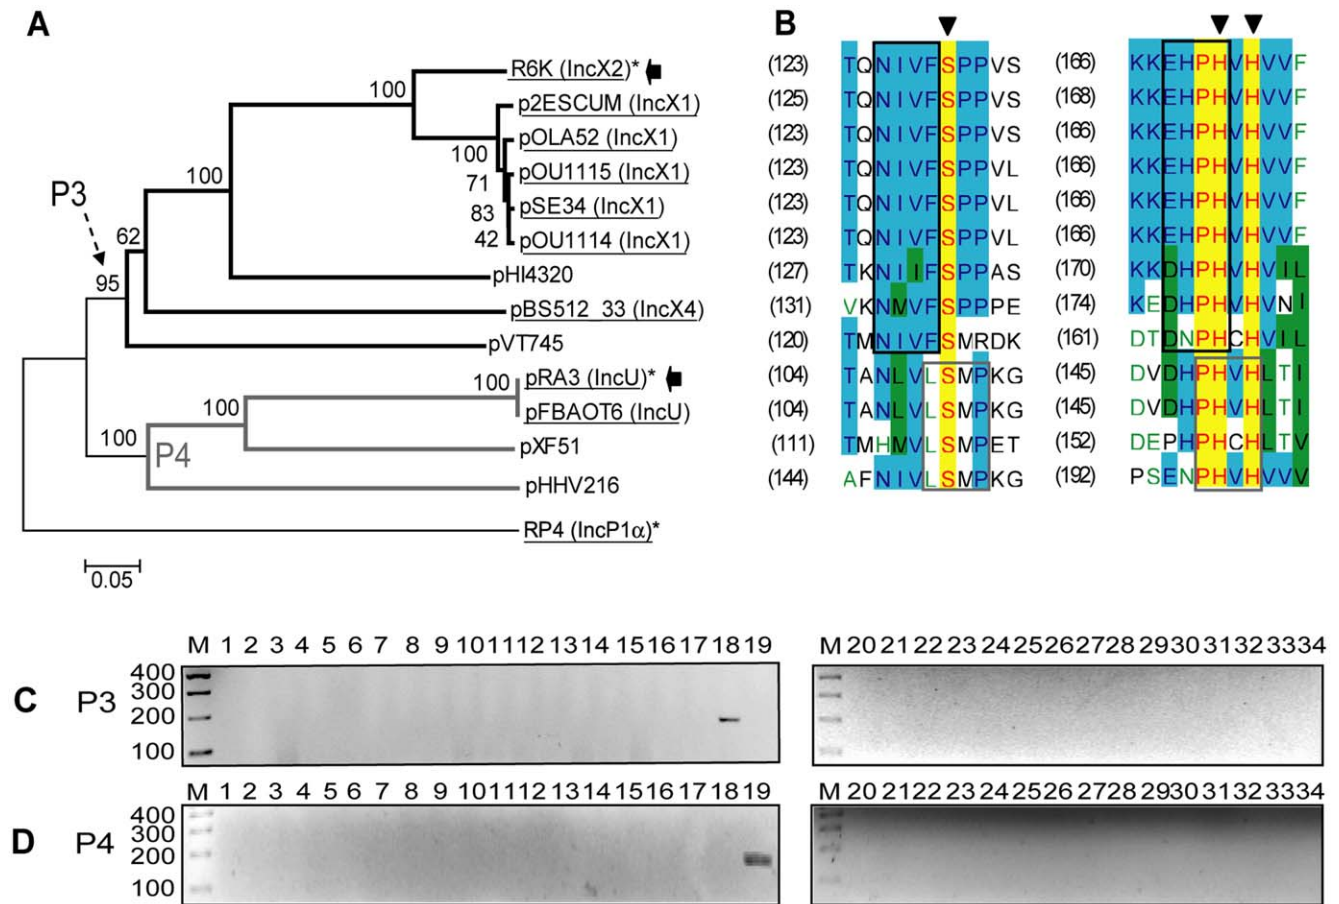 A
100
R6K (IncX2)*
p2ESCUM (IncX1)
pOLA52 (IncX1)
100
pOU1115 (IncX1)
71
pSE34 (IncX1)
83
pOU1114 (IncX1)
42
100
P3
62
95
pHI4320
pBS512_33 (IncX4)
pVT745
pRA3 (IncU)*
100
pFBAOT6 (IncU)
100
pXF51
100
P4
pHHV216
RP4 (IncP1α)*
0.05
B
(123) TQNIVFSPPVS (166) KKEHPHVHVVF
(125) TQNIVFSPPVS (168) KKEHPHVHVVF
(123) TQNIVFSPPVS (166) KKEHPHVHVVF
(123) TQNIVFSPPVL (166) KKEHPHVHVVF
(123) TQNIVFSPPVL (166) KKEHPHVHVVF
(123) TQNIVFSPPVL (166) KKEHPHVHVVF
(127) TKNIIFSPPAS (170) KKDHPHVHVIL
(131) VKNMVFSPPPE (174) KEDHPHVHVNI
(120) TMNIVFSMRDK (161) DTDNPHCHVIL
(104) TANLVLSMPKG (145) DVDHPHVHLTI
(104) TANLVLSMPKG (145) DVDHPHVHLTI
(111) TMHMVLSMPET (152) DEPHPHCHLTV
(144) AFNIVLSMPKG (192) PSENPHVHVVV
M 1 2 3 4 5 6 7 8 9 10 11 12 13 14 15 16 17 18 19
M 20 21 22 23 24 25 26 27 28 29 30 31 32 33 34
C
P3
400
300
200
100
M 1 2 3 4 5 6 7 8 9 10 11 12 13 14 15 16 17 18 19
M 20 21 22 23 24 25 26 27 28 29 30 31 32 33 34
D
P4
400
300
200
100